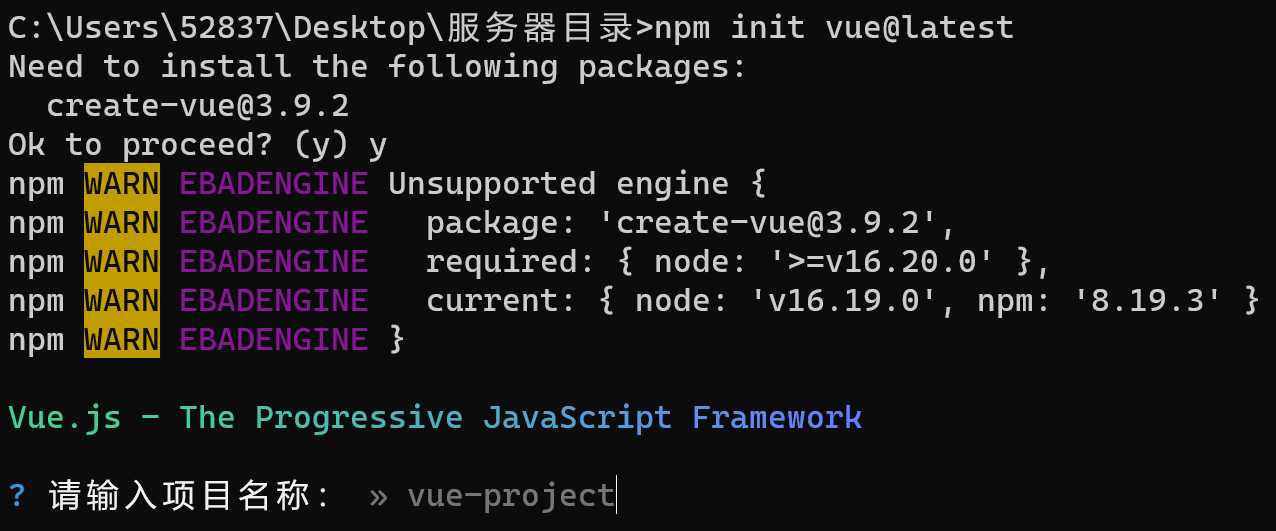 C:\Users\52837\Desktop\服务器目录>npm init vue@latest
Need to install the following packages:
  create-vue@3.9.2
Ok to proceed? (y) y
npm WARN EBADENGINE Unsupported engine {
npm WARN EBADENGINE   package: 'create-vue@3.9.2',
npm WARN EBADENGINE   required: { node: '>=v16.20.0' },
npm WARN EBADENGINE   current: { node: 'v16.19.0', npm: '8.19.3' }
npm WARN EBADENGINE }
Vue.js - The Progressive JavaScript Framework
? 请输入项目名称: » vue-project